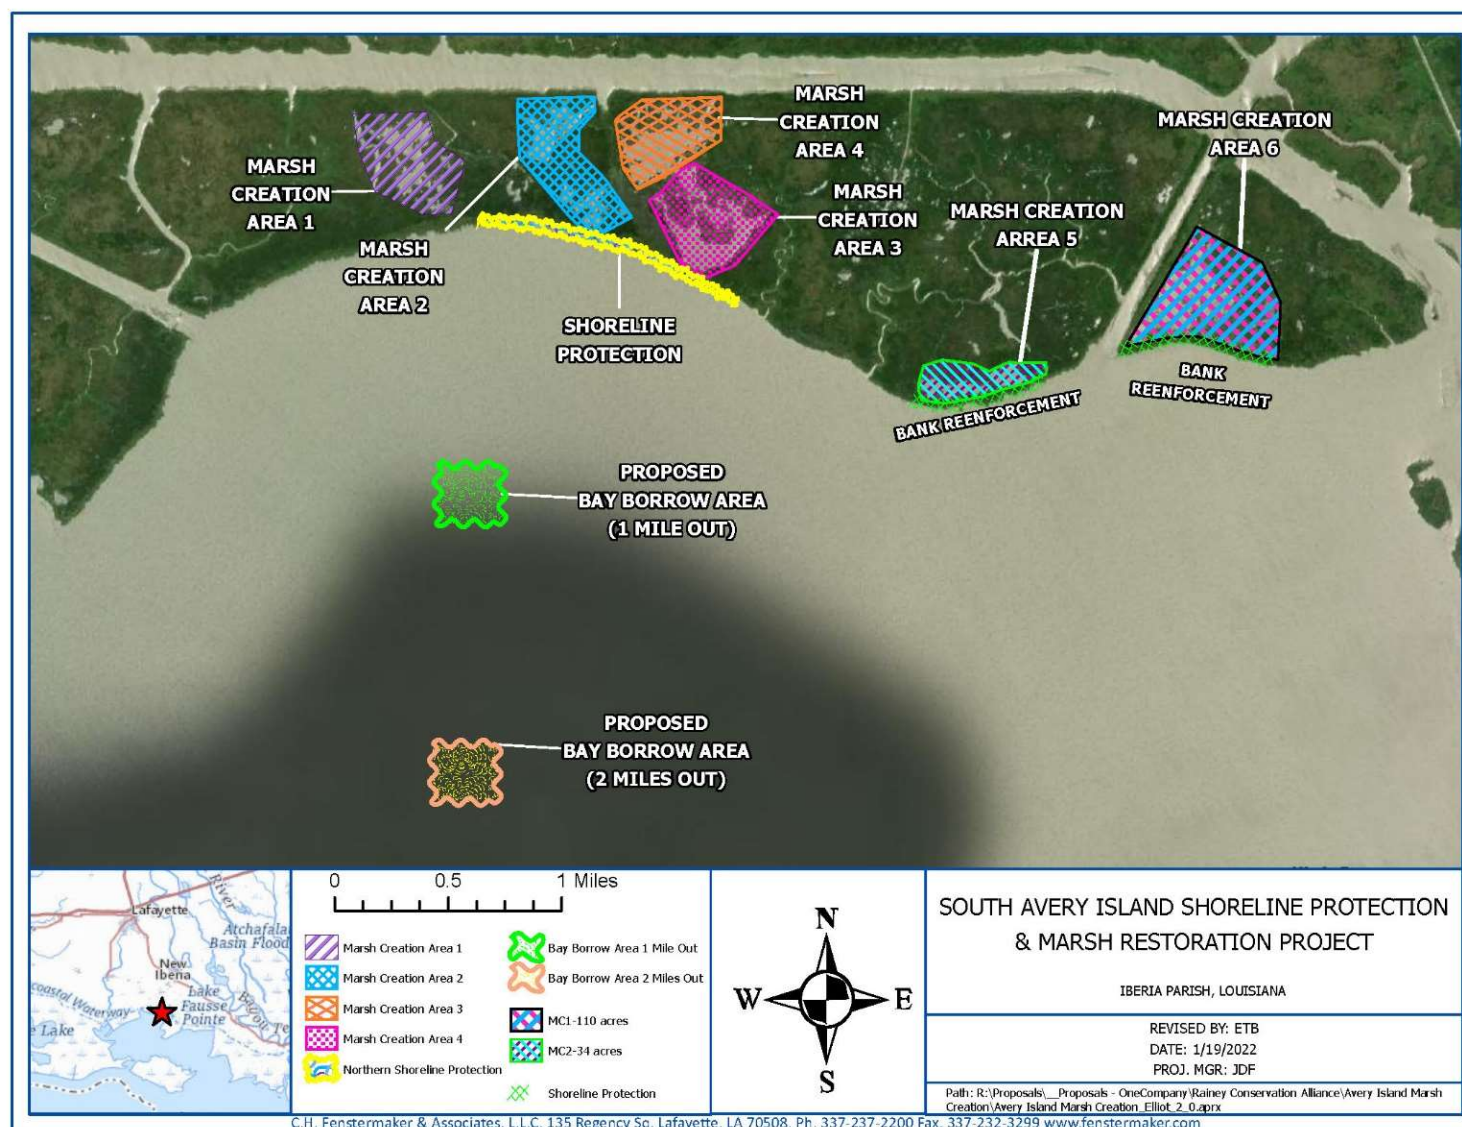 MARSH
CREATION
AREA 1
MARSH
CREATION
AREA 2
MARSH
CREATION
AREA 4
MARSH
CREATION
AREA 3
MARSH CREATION
ARREA 5
MARSH CREATION
AREA 6
SHORELINE
PROTECTION
BANK REENFORCEMENT
BANK
REENFORCEMENT
PROPOSED
BAY BORROW AREA
(1 MILE OUT)
PROPOSED
BAY BORROW AREA
(2 MILES OUT)
Lafayette
River
Atchafala
Basin Flood
New
Iberia
coastal Waterway
Lake
Fausse
Pointe
e Lake
0 0.5 1 Miles
Marsh Creation Area 1
Marsh Creation Area 2
Marsh Creation Area 3
Marsh Creation Area 4
Northern Shoreline Protection
Bay Borrow Area 1 Mile Out
Bay Borrow Area 2 Miles Out
MC1-110 acres
MC2-34 acres
Shoreline Protection
N
W E
S
SOUTH AVERY ISLAND SHORELINE PROTECTION
& MARSH RESTORATION PROJECT
IBERIA PARISH, LOUISIANA
REVISED BY: ETB
DATE: 1/19/2022
PROJ. MGR: JDF
Path: R:\Proposals\__Proposals - OneCompany\Rainey Conservation Alliance\Avery Island Marsh
Creation\Avery Island Marsh Creation_Elliot_2_0.aprx
C.H. Fenstermaker & Associates, L.L.C. 135 Regency Sq. Lafayette, LA 70508 Ph. 337-237-2200 Fax. 337-232-3299 www.fenstermaker.com